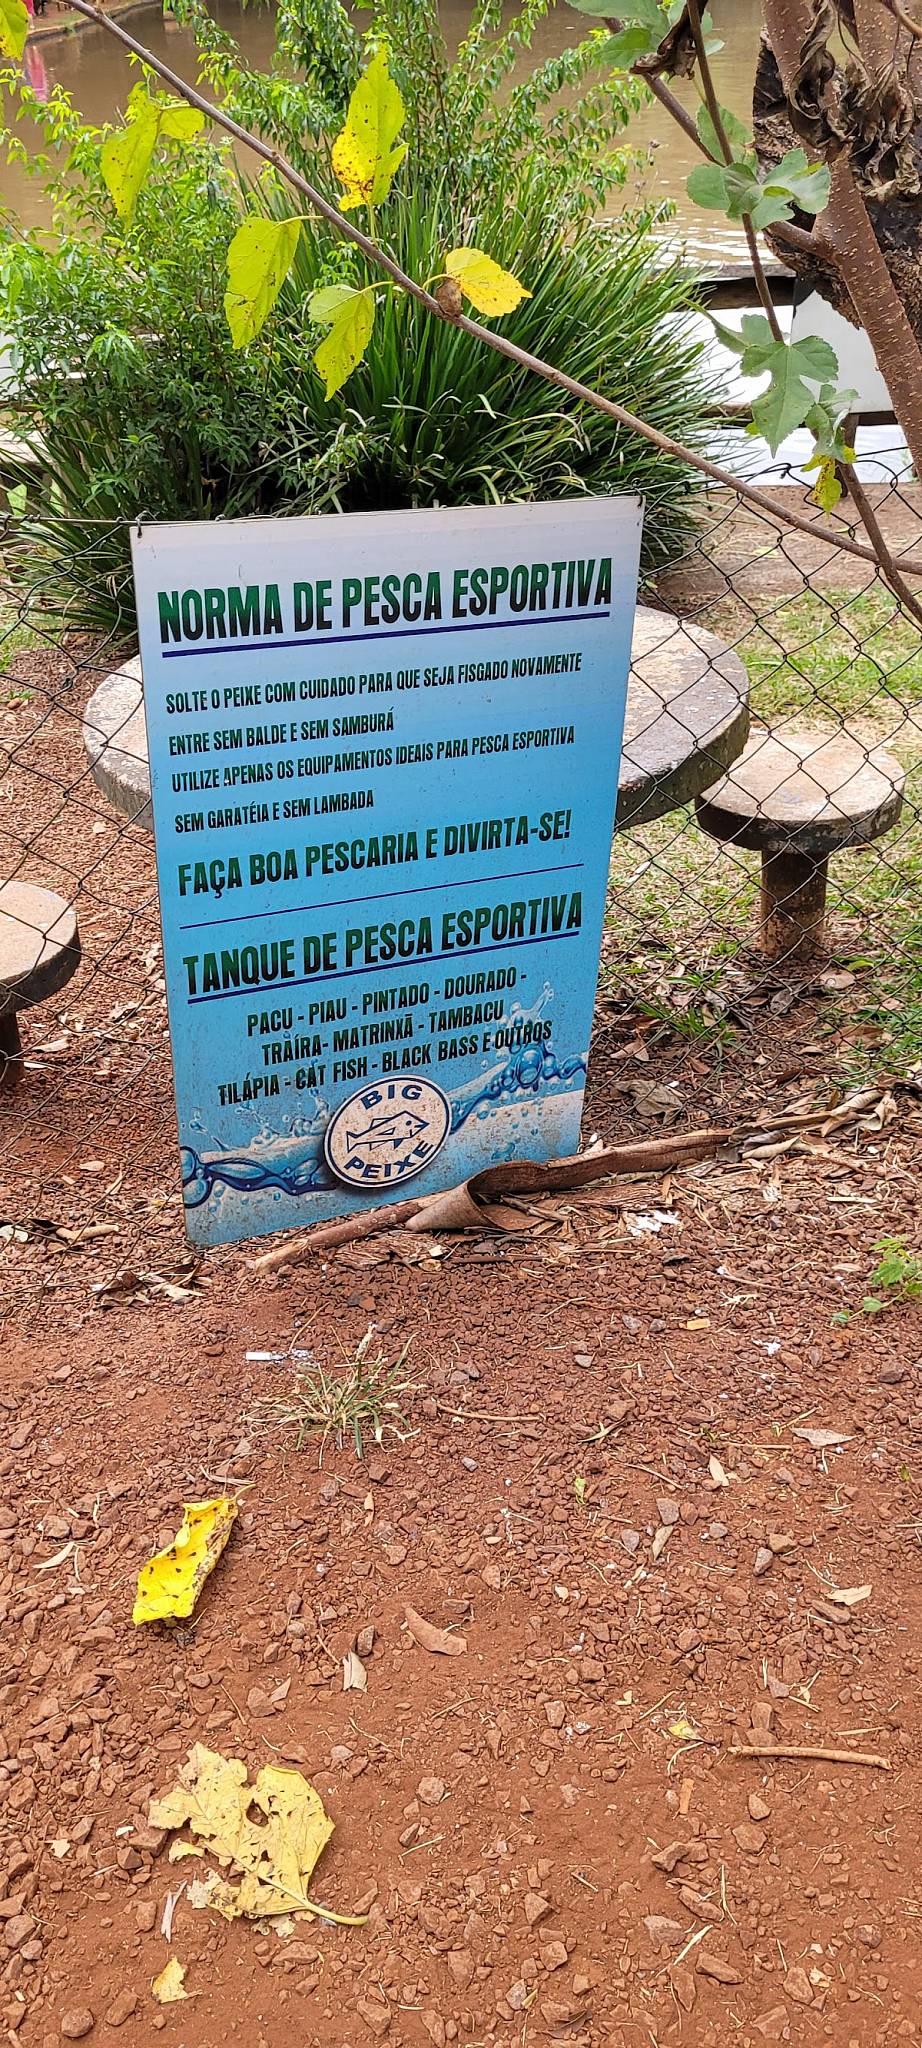 NORMA DE PESCA ESPORTIVA
SOLTE O PEIXE COM CUIDADO PARA QUE SEJA FISGADO NOVAMENTE
ENTRE SEM BALDE E SEM SAMBURÁ
UTILIZE APENAS OS EQUIPAMENTOS IDEAIS PARA PESCA ESPORTIVA
SEM GARATÉIA E SEM LAMBADA
FAÇA BOA PESCARIA E DIVIRTA-SE!
TANQUE DE PESCA ESPORTIVA
PACU - PIAU - PINTADO - DOURADO -
TRAÍRA- MATRINXÃ - TAMBACU
TILÁPIA - CAT FISH - BLACK BASS E OUTROS
BIG
PEIXE